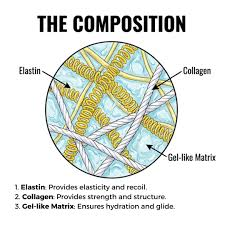 THE COMPOSITION
Elastin
Collagen
Gel-like Matrix
1. Elastin: Provides elasticity and recoil.
2. Collagen: Provides strength and structure.
3. Gel-like Matrix: Ensures hydration and glide.